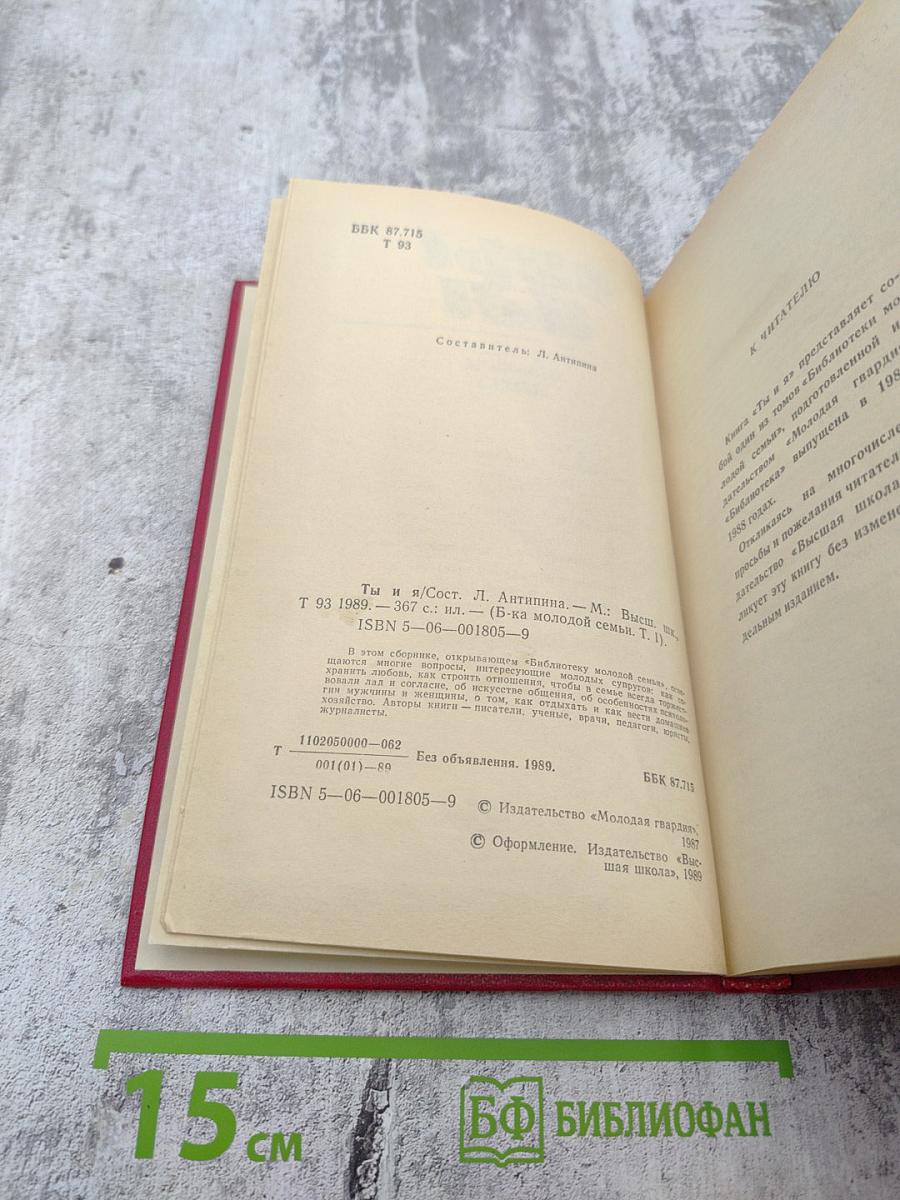 ББК 87.715
Т 93
Составитель: Л. Антипина
Ты и я/Сост. Л. Антипина. — М.: Высш. шк.,
Т 93 1989. — 367 с.: ил. — (Б-ка молодой семьи. Т. 1).
ISBN 5—06—001805—9
В этом сборнике, открывающем «Библиотеку молодой семьи», осве-
щаются многие вопросы, интересующие молодых супругов: как со-
хранить любовь, как строить отношения, чтобы в семье всегда торжест-
вовали лад и согласие, об искусстве общения, об особенностях психоло-
гии мужчины и женщины, о том, как отдыхать и как вести домашнее
хозяйство. Авторы книги — писатели, ученые, врачи, педагоги, юристы,
журналисты.
Т 1102050000—062
001(01)—89
Без объявления. 1989.
ББК 87.715
ISBN 5—06—001805—9
© Издательство «Молодая гвардия»,
1987
© Оформление. Издательство «Выс-
шая школа», 1989
К ЧИТАТЕЛЮ
Книга «Ты и я» представляет со-
бой один из томов «Библиотеки мо-
лодой семьи», подготовленной и
дательством «Молодая гварди
«Библиотека» выпущена в 198
1988 годах.
Откликаясь на многочисле
просьбы и пожелания читател
дательство «Высшая школа
ликует эту книгу без измене
дельным изданием.
15 см
БФ БИБЛИОФАН